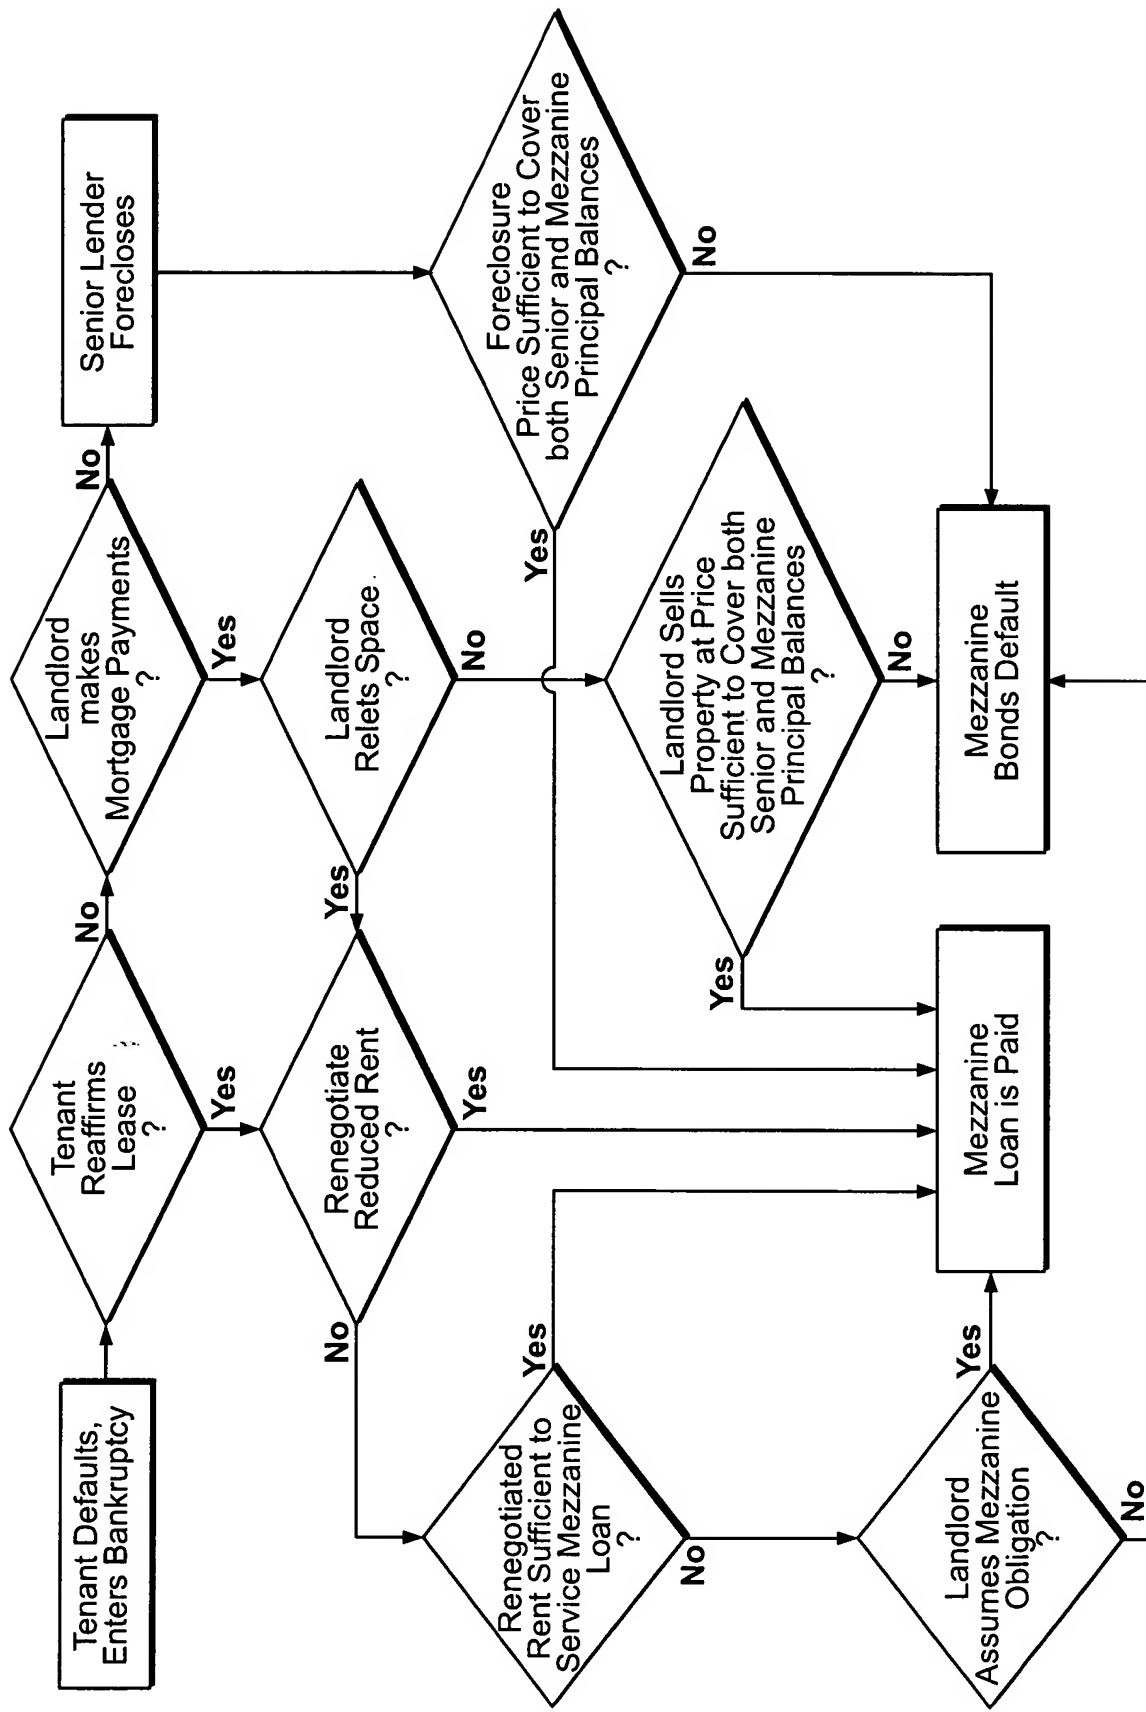 Tenant Defaults,
Enters Bankruptcy
Tenant
Reaffirms
Lease
?
No
Yes
Landlord
makes
Mortgage Payments
?
No
Yes
Senior Lender
Forecloses
Renegotiate
Reduced Rent
?
No
Yes
Landlord
Relets Space
?
Yes
No
Foreclosure
Price Sufficient to Cover
both Senior and Mezzanine
Principal Balances
?
Yes
No
Renegotiated
Rent Sufficient to
Service Mezzanine
Loan
?
Yes
No
Landlord Sells
Property at Price
Sufficient to Cover both
Senior and Mezzanine
Principal Balances
?
Yes
No
Landlord
Assumes Mezzanine
Obligation
?
Yes
No
Mezzanine
Loan is Paid
Mezzanine
Bonds Default